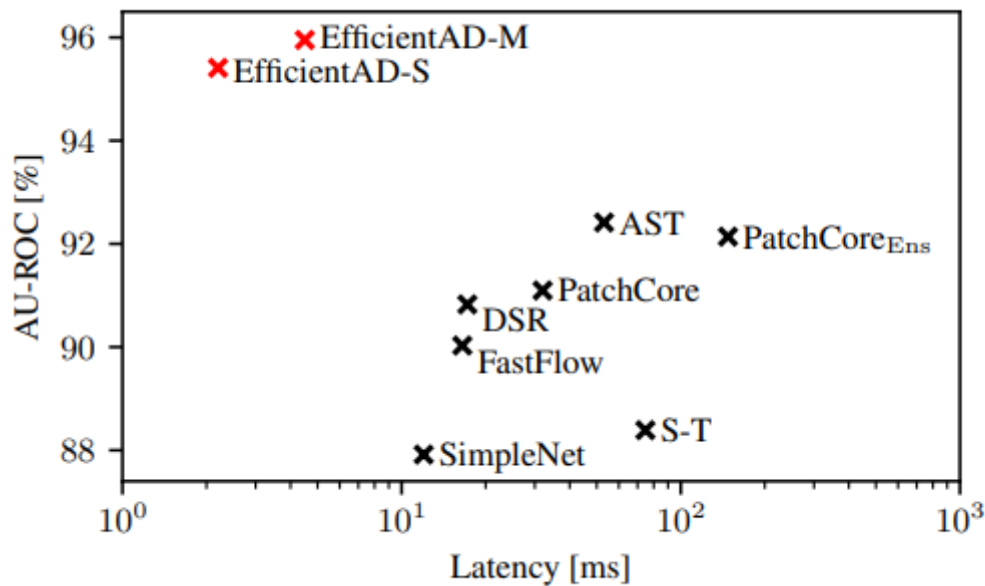 96
94
92
90
88
AU-ROC [%]
EfficientAD-M
EfficientAD-S
AST
PatchCore_Ens
PatchCore
DSR
FastFlow
S-T
SimpleNet
10^0
10^1
10^2
10^3
Latency [ms]